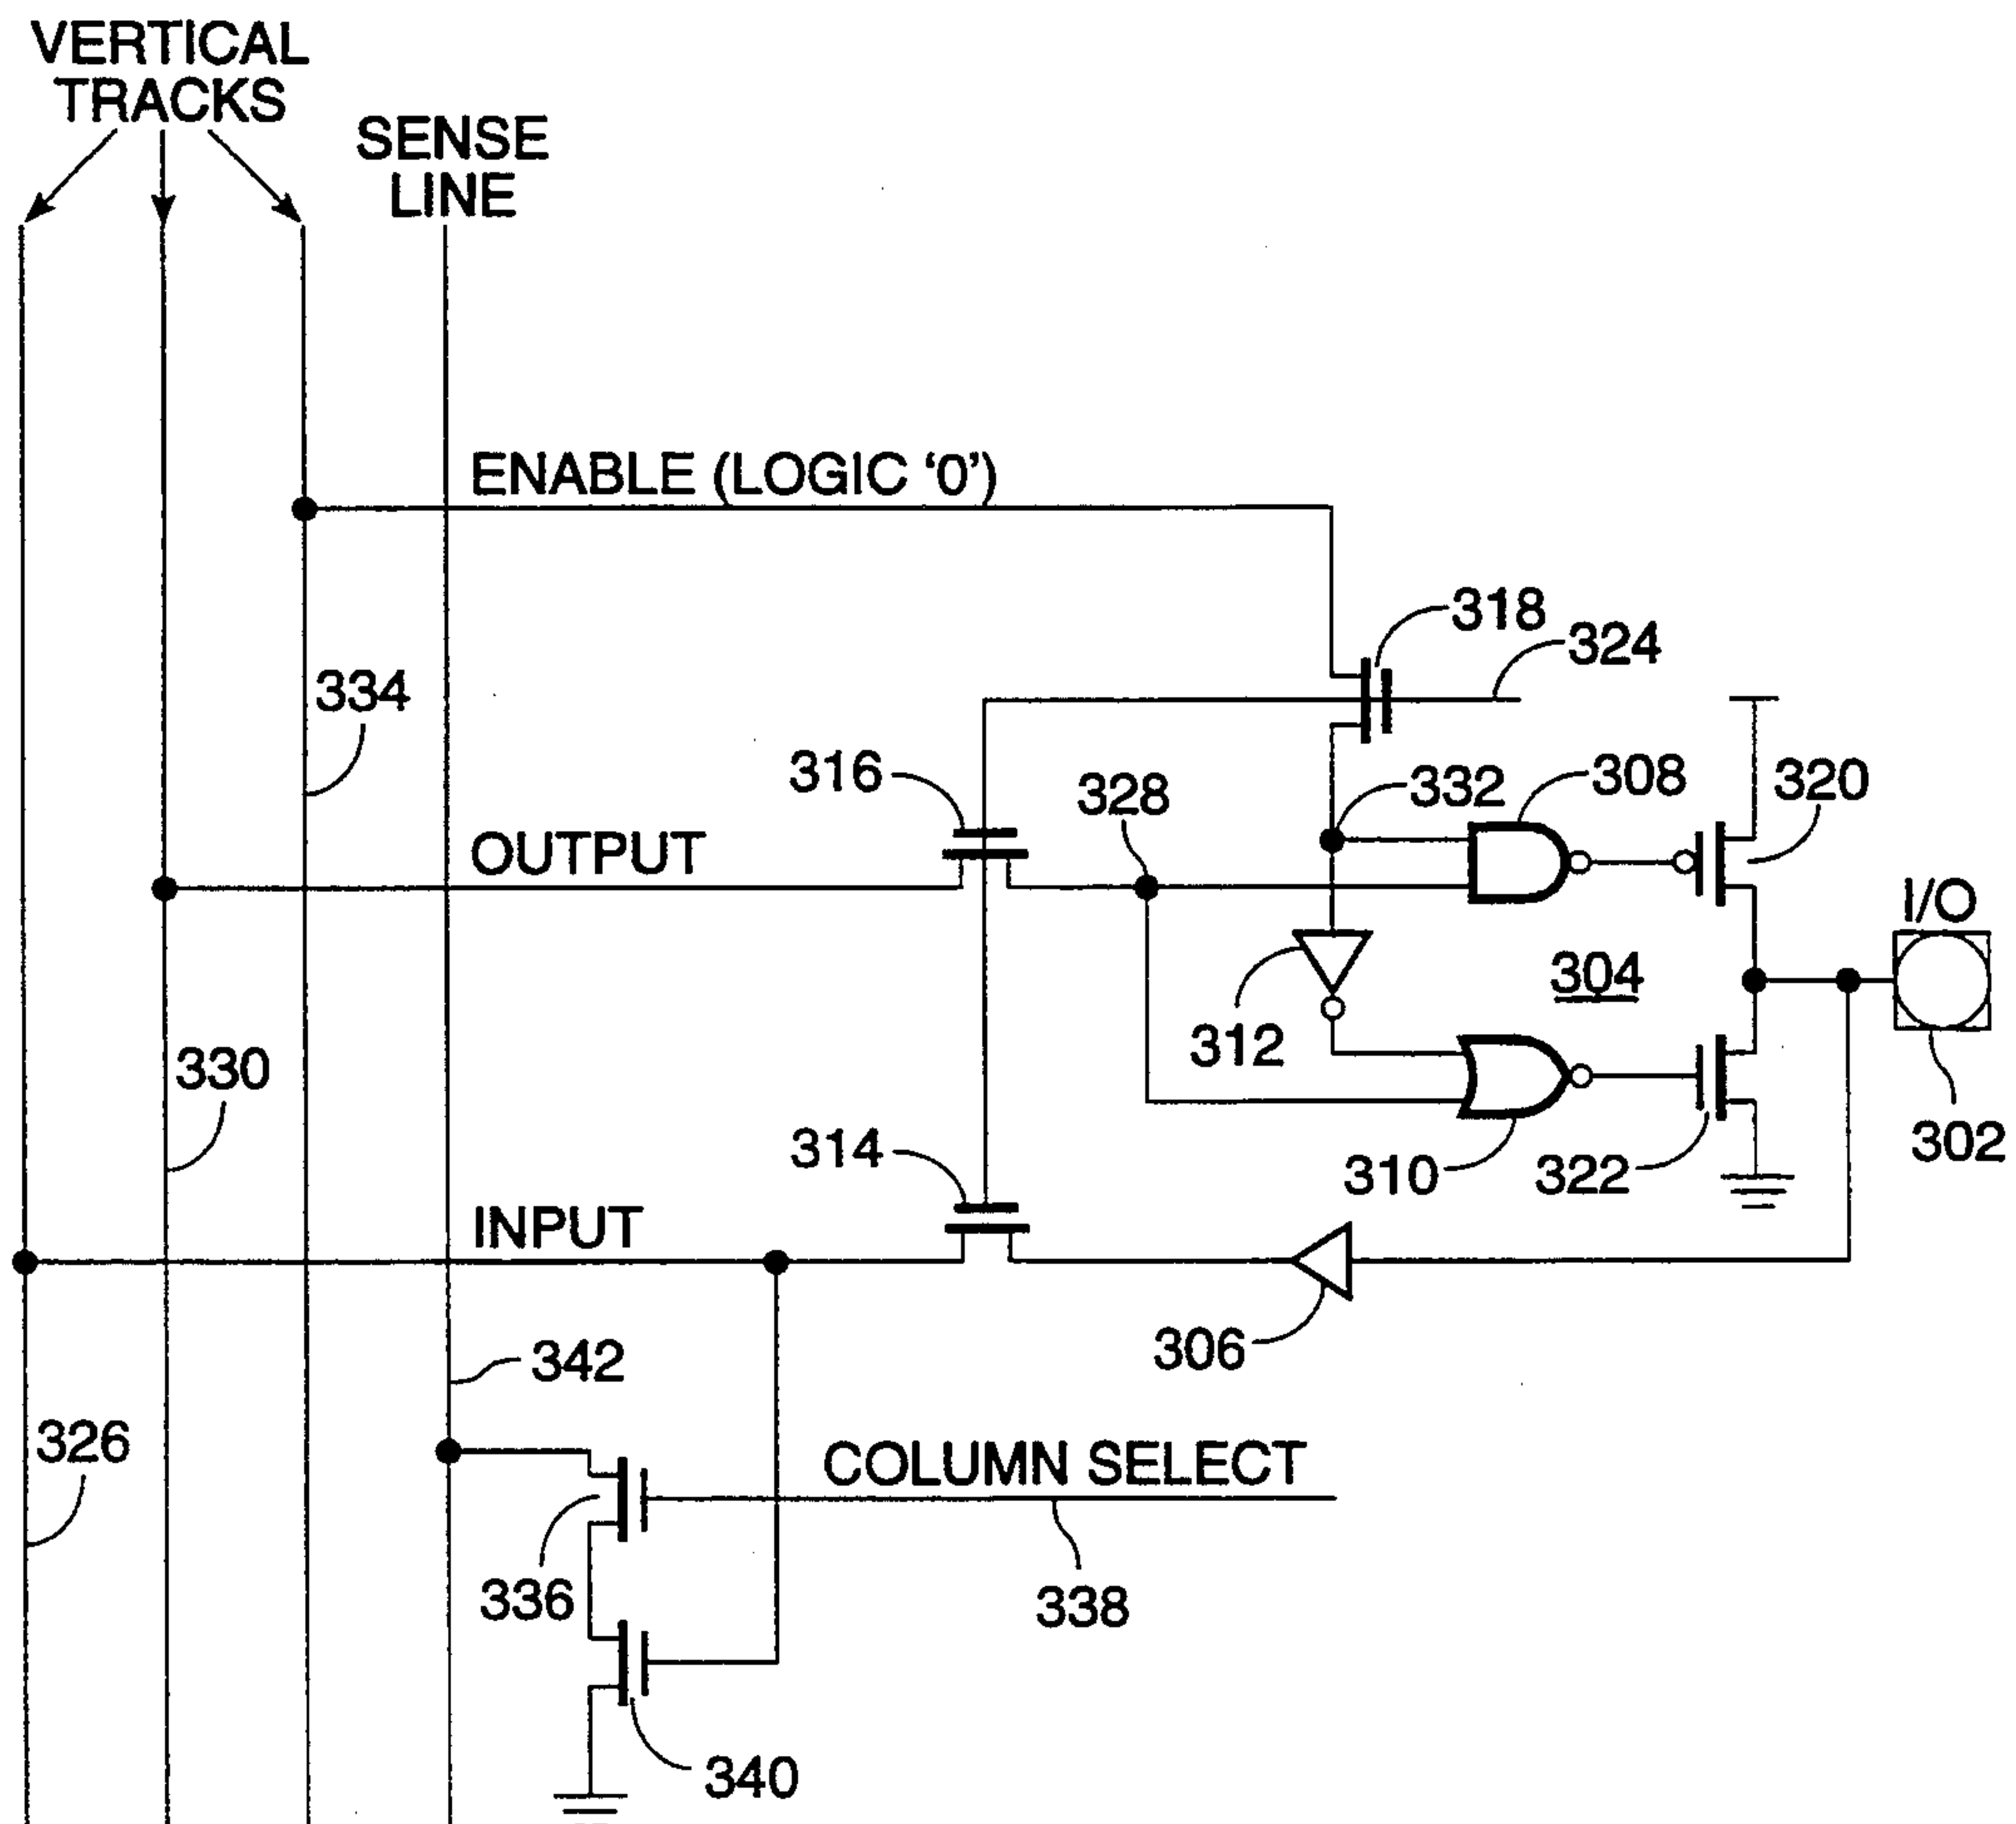 VERTICAL
TRACKS
SENSE
LINE
ENABLE (LOGIC ‘0’)
318
324
334
316
328
332
308
320
OUTPUT
I/O
304
312
330
302
314
310
322
INPUT
306
342
326
COLUMN SELECT
336
338
340